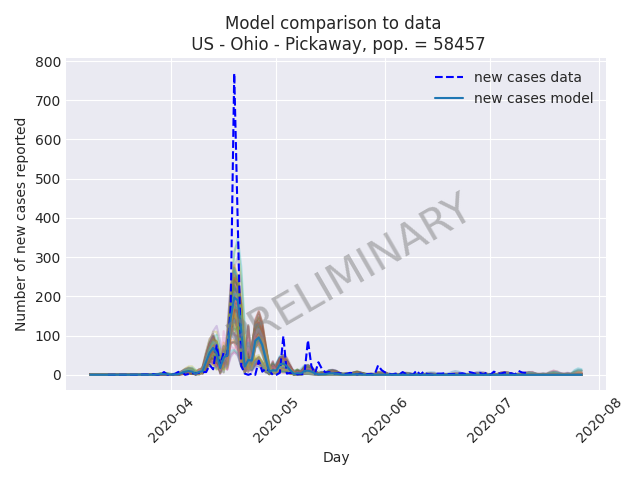 Model comparison to data
US - Ohio - Pickaway, pop. = 58457
Number of new cases reported
800
700
600
500
400
300
200
100
0
new cases data
new cases model
PRELIMINARY
2020-04
2020-05
2020-06
2020-07
2020-08
Day